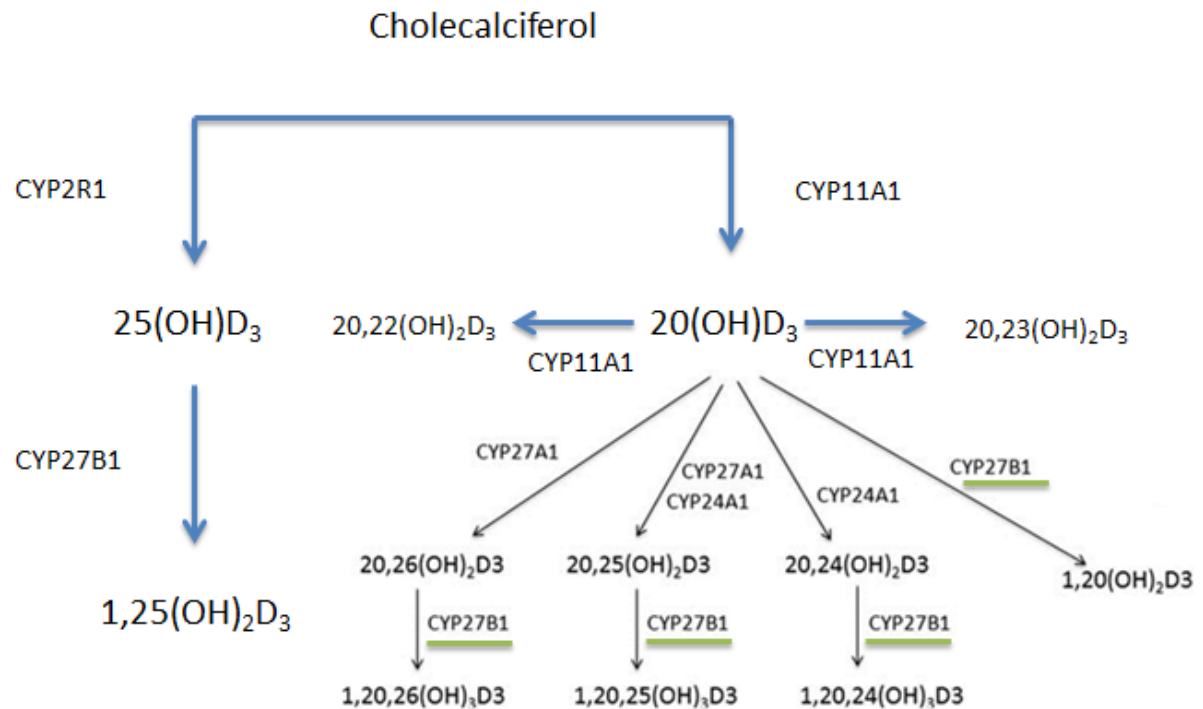 Cholecalciferol
CYP2R1
CYP11A1
25(OH)D₃
20,22(OH)₂D₃
20(OH)D₃
20,23(OH)₂D₃
CYP11A1
CYP11A1
CYP27B1
CYP27A1
CYP27A1
CYP24A1
CYP24A1
CYP27B1
1,25(OH)₂D₃
20,26(OH)₂D3
20,25(OH)₂D3
20,24(OH)₂D3
1,20(OH)₂D3
CYP27B1
CYP27B1
CYP27B1
1,20,26(OH)₃D3
1,20,25(OH)₃D3
1,20,24(OH)₃D3